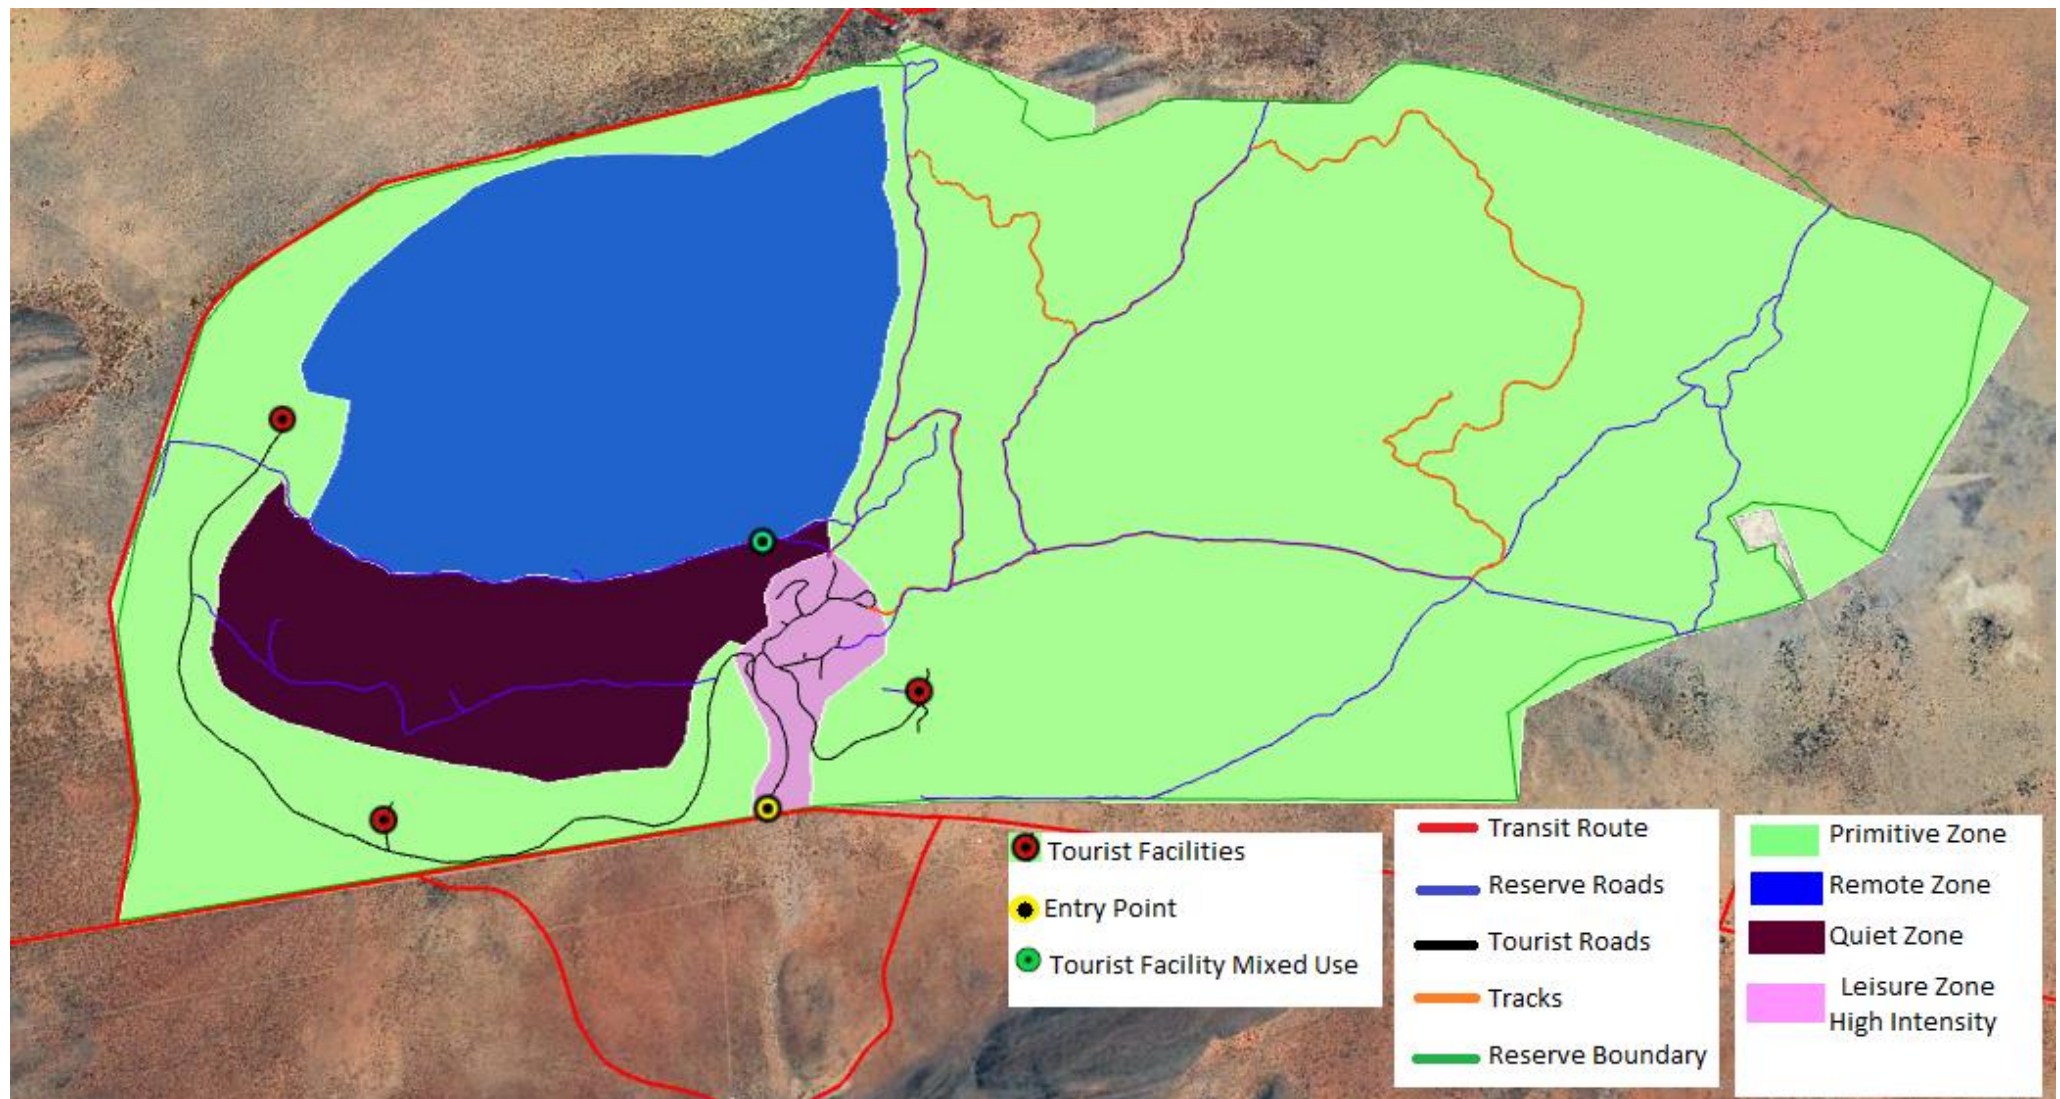 Tourist Facilities
Entry Point
Tourist Facility Mixed Use
Transit Route
Reserve Roads
Tourist Roads
Tracks
Reserve Boundary
Primitive Zone
Remote Zone
Quiet Zone
Leisure Zone
High Intensity